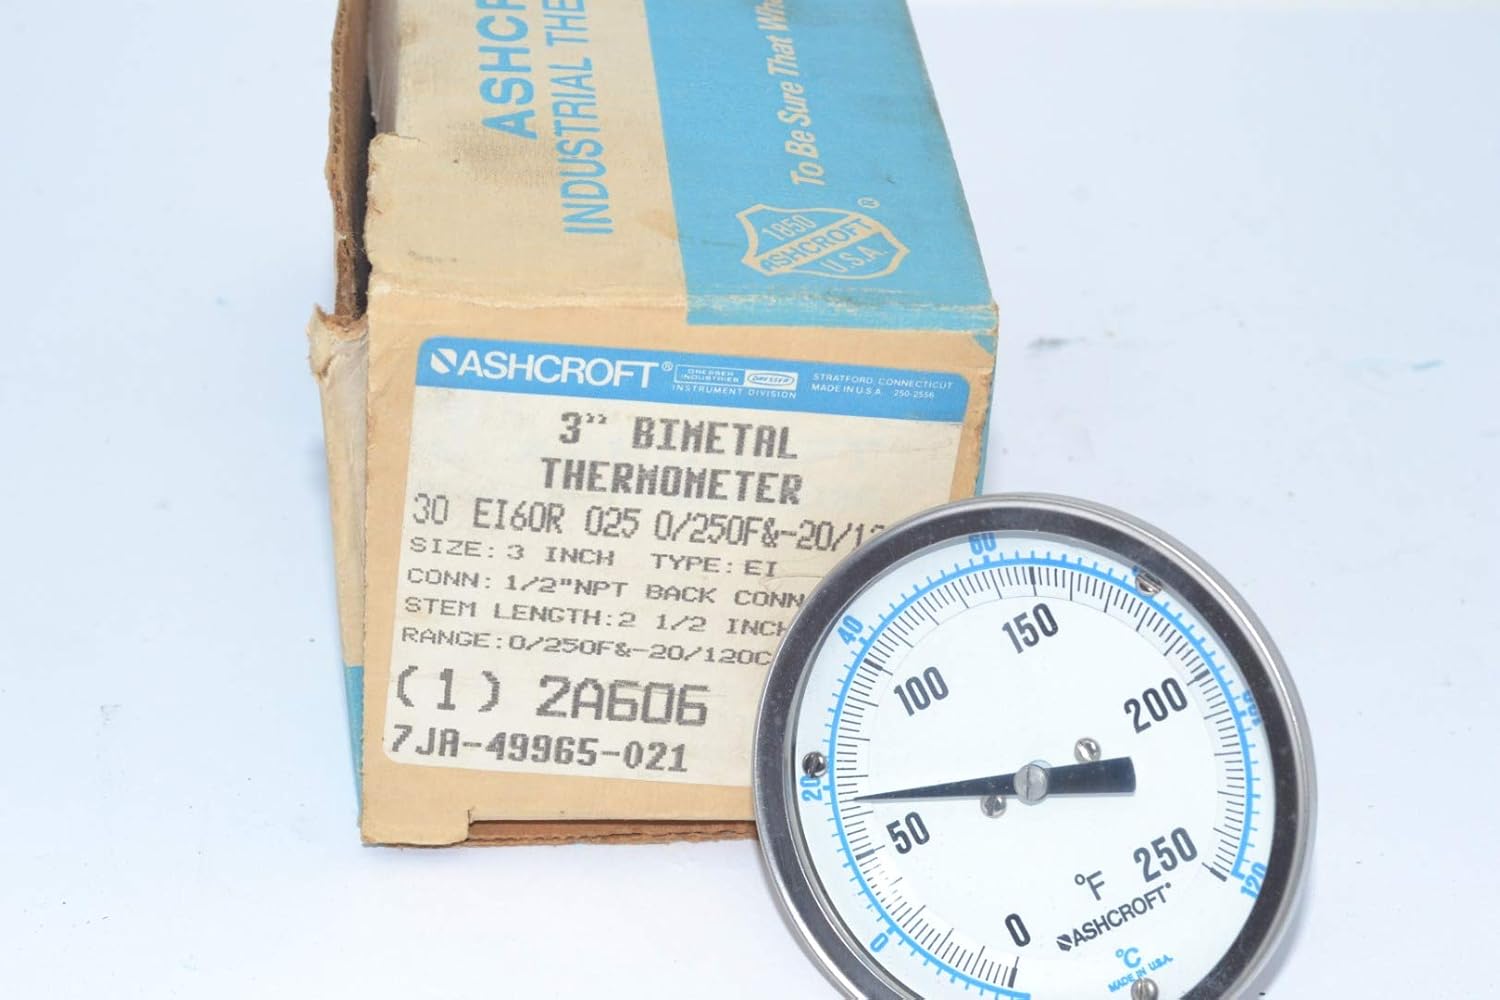 ASHCR
INDUSTRIAL THE
To Be Sure That
1850
ASHCROFT
U.S.A.
®
ASHCROFT®
DRESSER
INDUSTRIES
DRESSER
INSTRUMENT DIVISION
STRATFORD, CONNECTICUT
MADE IN U.S.A. 250-2556
3" BIMETAL
THERMOMETER
30 EI60R 025 0/250F&-20/12
SIZE: 3 INCH TYPE: EI
CONN: 1/2"NPT BACK CONN
STEM LENGTH: 2 1/2 INCH
RANGE: 0/250F&-20/120C
(1) 2A606
7JA-49965-021
0
50
100
150
200
250
°F
ASHCROFT
°C
MADE IN U.S.A.
0
20
40
60
120